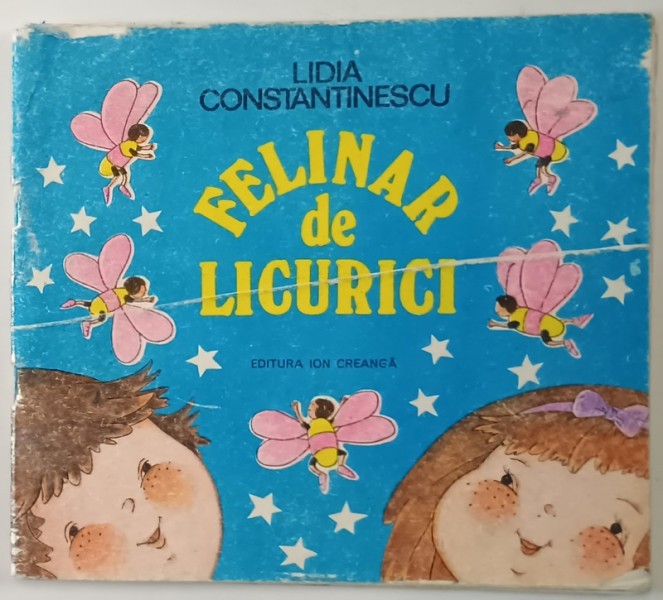 LIDIA
CONSTANTINESCU
FELINAR
de
LICURICI
EDITURA ION CREANGĂ